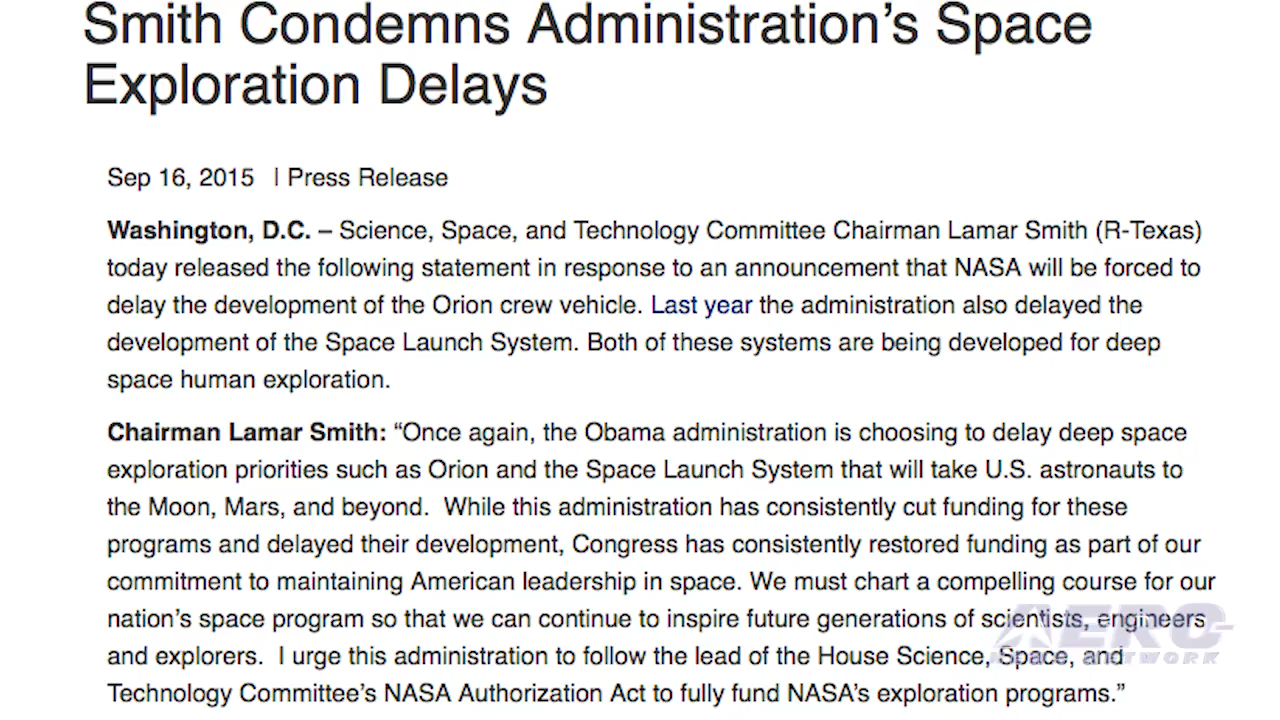 Smith Condemns Administration’s Space
Exploration Delays
Sep 16, 2015 | Press Release
Washington, D.C. – Science, Space, and Technology Committee Chairman Lamar Smith (R-Texas)
today released the following statement in response to an announcement that NASA will be forced to
delay the development of the Orion crew vehicle. Last year the administration also delayed the
development of the Space Launch System. Both of these systems are being developed for deep
space human exploration.
Chairman Lamar Smith: “Once again, the Obama administration is choosing to delay deep space
exploration priorities such as Orion and the Space Launch System that will take U.S. astronauts to
the Moon, Mars, and beyond.  While this administration has consistently cut funding for these
programs and delayed their development, Congress has consistently restored funding as part of our
commitment to maintaining American leadership in space. We must chart a compelling course for our
nation’s space program so that we can continue to inspire future generations of scientists, engineers
and explorers.  I urge this administration to follow the lead of the House Science, Space, and
Technology Committee’s NASA Authorization Act to fully fund NASA’s exploration programs.”